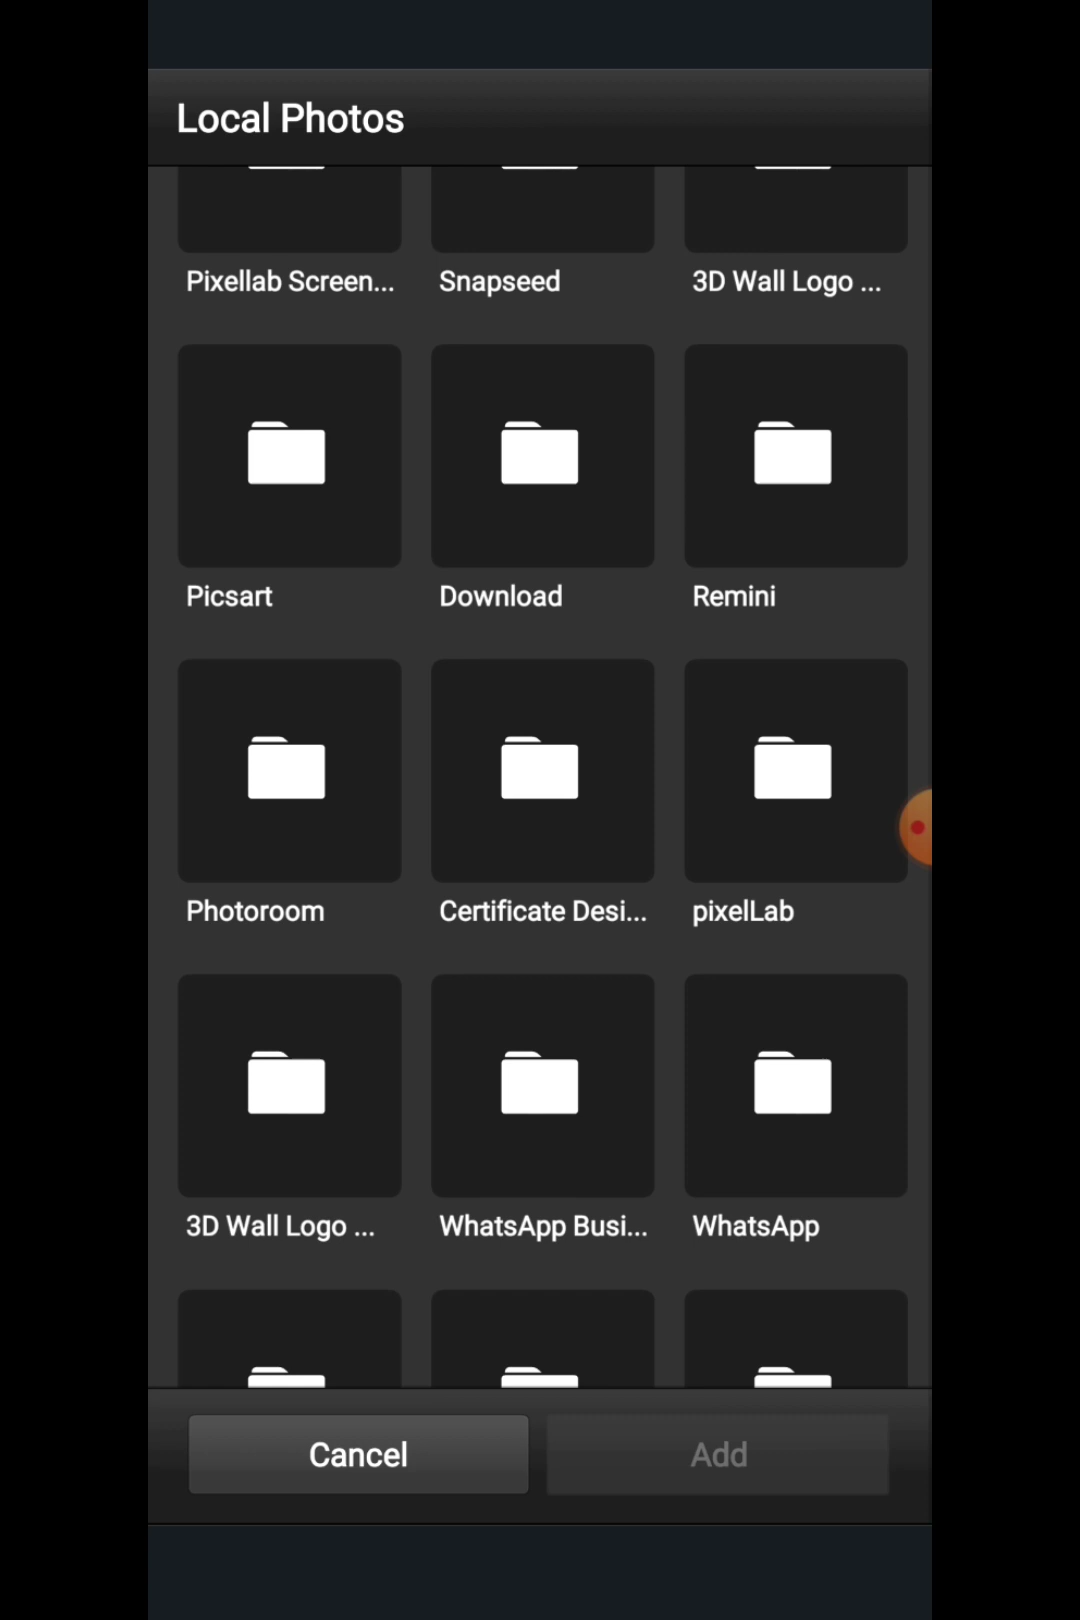 Local Photos
Pixellab Screen...
Snapseed
3D Wall Logo ...
Picsart
Download
Remini
Photoroom
Certificate Desi...
pixelLab
3D Wall Logo ...
WhatsApp Busi...
WhatsApp
Cancel
Add